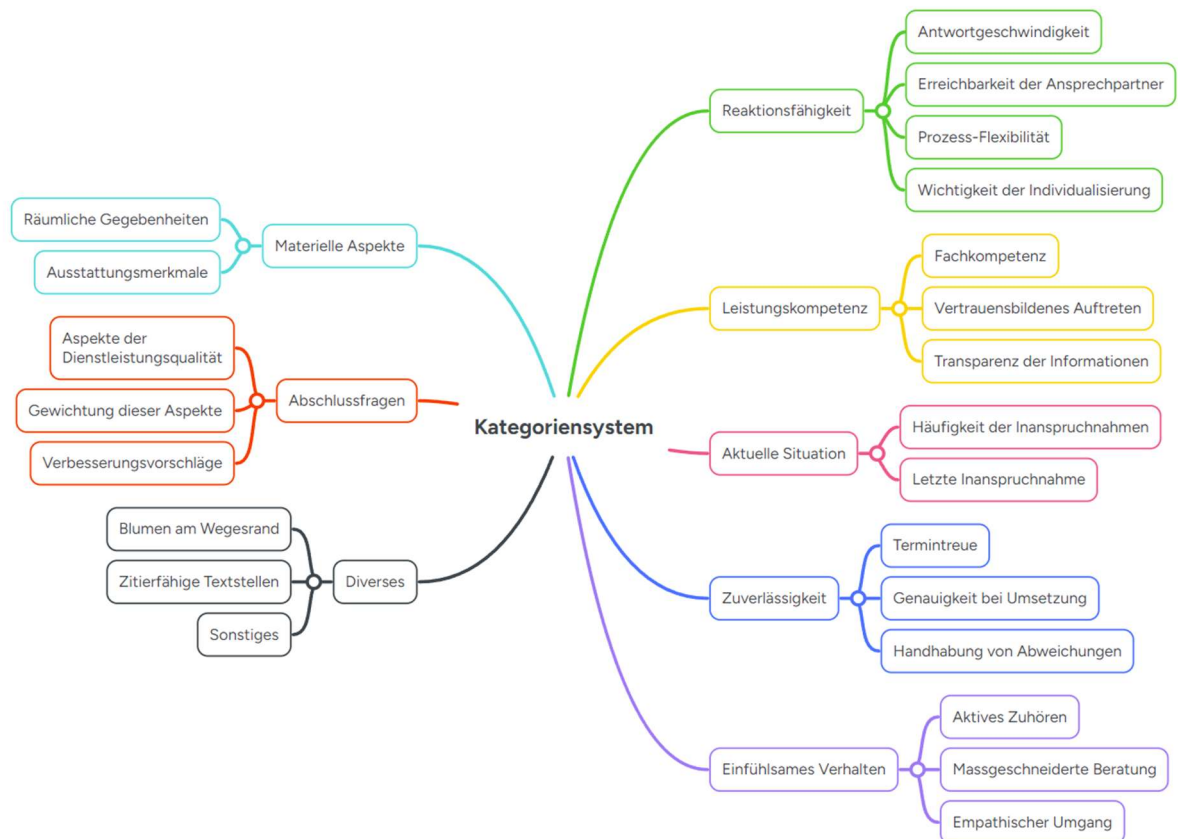 Kategoriensystem
Reaktionsfähigkeit
Antwortgeschwindigkeit
Erreichbarkeit der Ansprechpartner
Prozess-Flexibilität
Wichtigkeit der Individualisierung
Leistungskompetenz
Fachkompetenz
Vertrauensbildenes Auftreten
Transparenz der Informationen
Aktuelle Situation
Häufigkeit der Inanspruchnahmen
Letzte Inanspruchnahme
Zuverlässigkeit
Termintreue
Genauigkeit bei Umsetzung
Handhabung von Abweichungen
Einfühlsames Verhalten
Aktives Zuhören
Massgeschneiderte Beratung
Empathischer Umgang
Materielle Aspekte
Räumliche Gegebenheiten
Ausstattungsmerkmale
Abschlussfragen
Aspekte der
Dienstleistungsqualität
Gewichtung dieser Aspekte
Verbesserungsvorschläge
Diverses
Blumen am Wegesrand
Zitierfähige Textstellen
Sonstiges